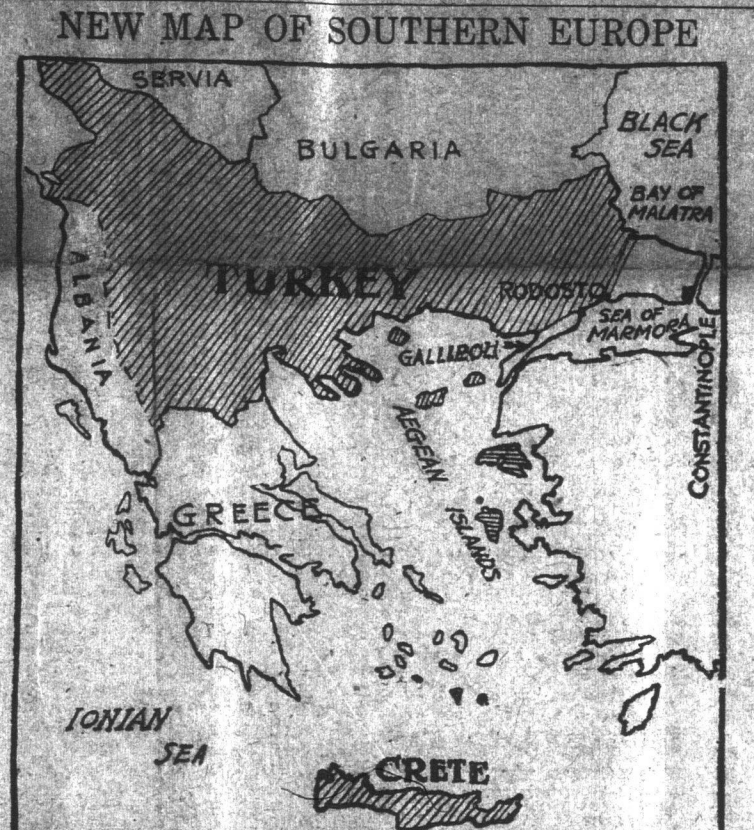 NEW MAP OF SOUTHERN EUROPE
SERVIA
BULGARIA
BLACK
SEA
BAY OF
MALATRA
ALBANIA
TURKEY
RODOSTO
SEA OF
MARMORA
GALLIBOLI
CONSTANTINOPLE
AEGEAN
ISLANDS
GREECE
IONIAN
SEA
CRETE